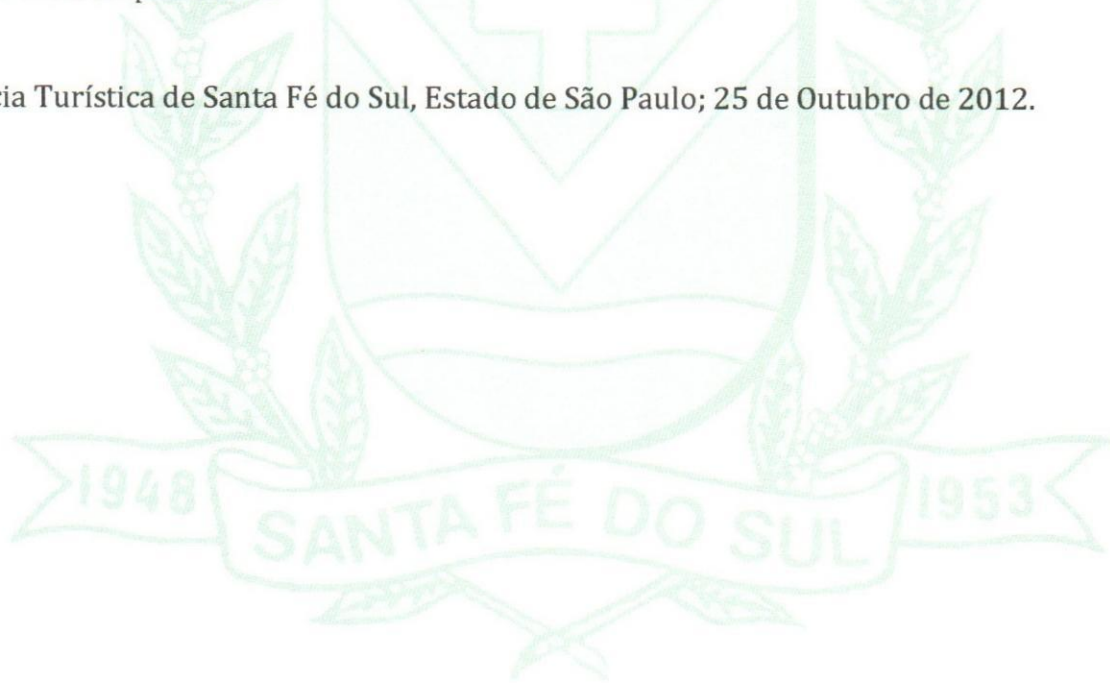 cia Turística de Santa Fé do Sul, Estado de São Paulo; 25 de Outubro de 2012.
1948 SANTA FÉ DO SUL 1953